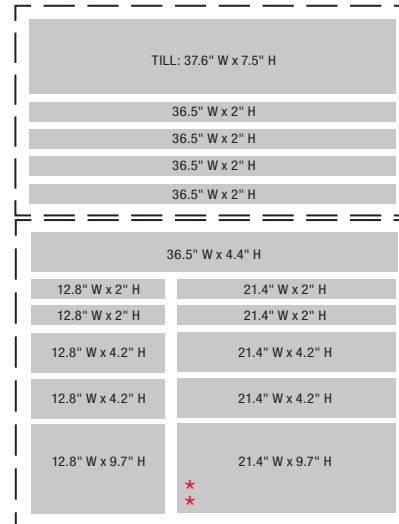 TILL: 37.6" W x 7.5" H
36.5" W x 2" H
36.5" W x 2" H
36.5" W x 2" H
36.5" W x 2" H
36.5" W x 4.4" H
12.8" W x 2" H 21.4" W x 2" H
12.8" W x 2" H 21.4" W x 2" H
12.8" W x 4.2" H 21.4" W x 4.2" H
12.8" W x 4.2" H 21.4" W x 4.2" H
12.8" W x 9.7" H 21.4" W x 9.7" H
*
*